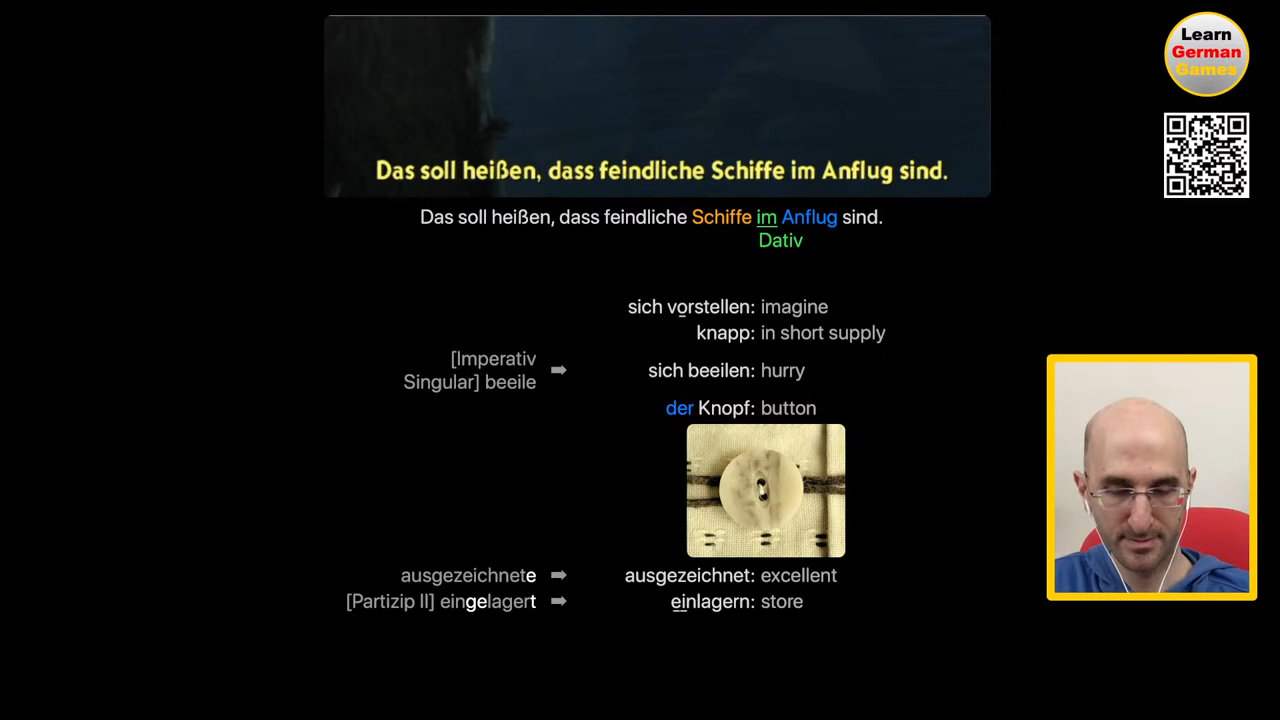 Learn
German
Games
Das soll heißen, dass feindliche Schiffe im Anflug sind.
Das soll heißen, dass feindliche Schiffe im Anflug sind.
Dativ
sich vorstellen: imagine
knapp: in short supply
[Imperativ
Singular] beeile ➡ sich beeilen: hurry
der Knopf: button
ausgezeichnete ➡ ausgezeichnet: excellent
[Partizip II] eingelagert ➡ einlagern: store